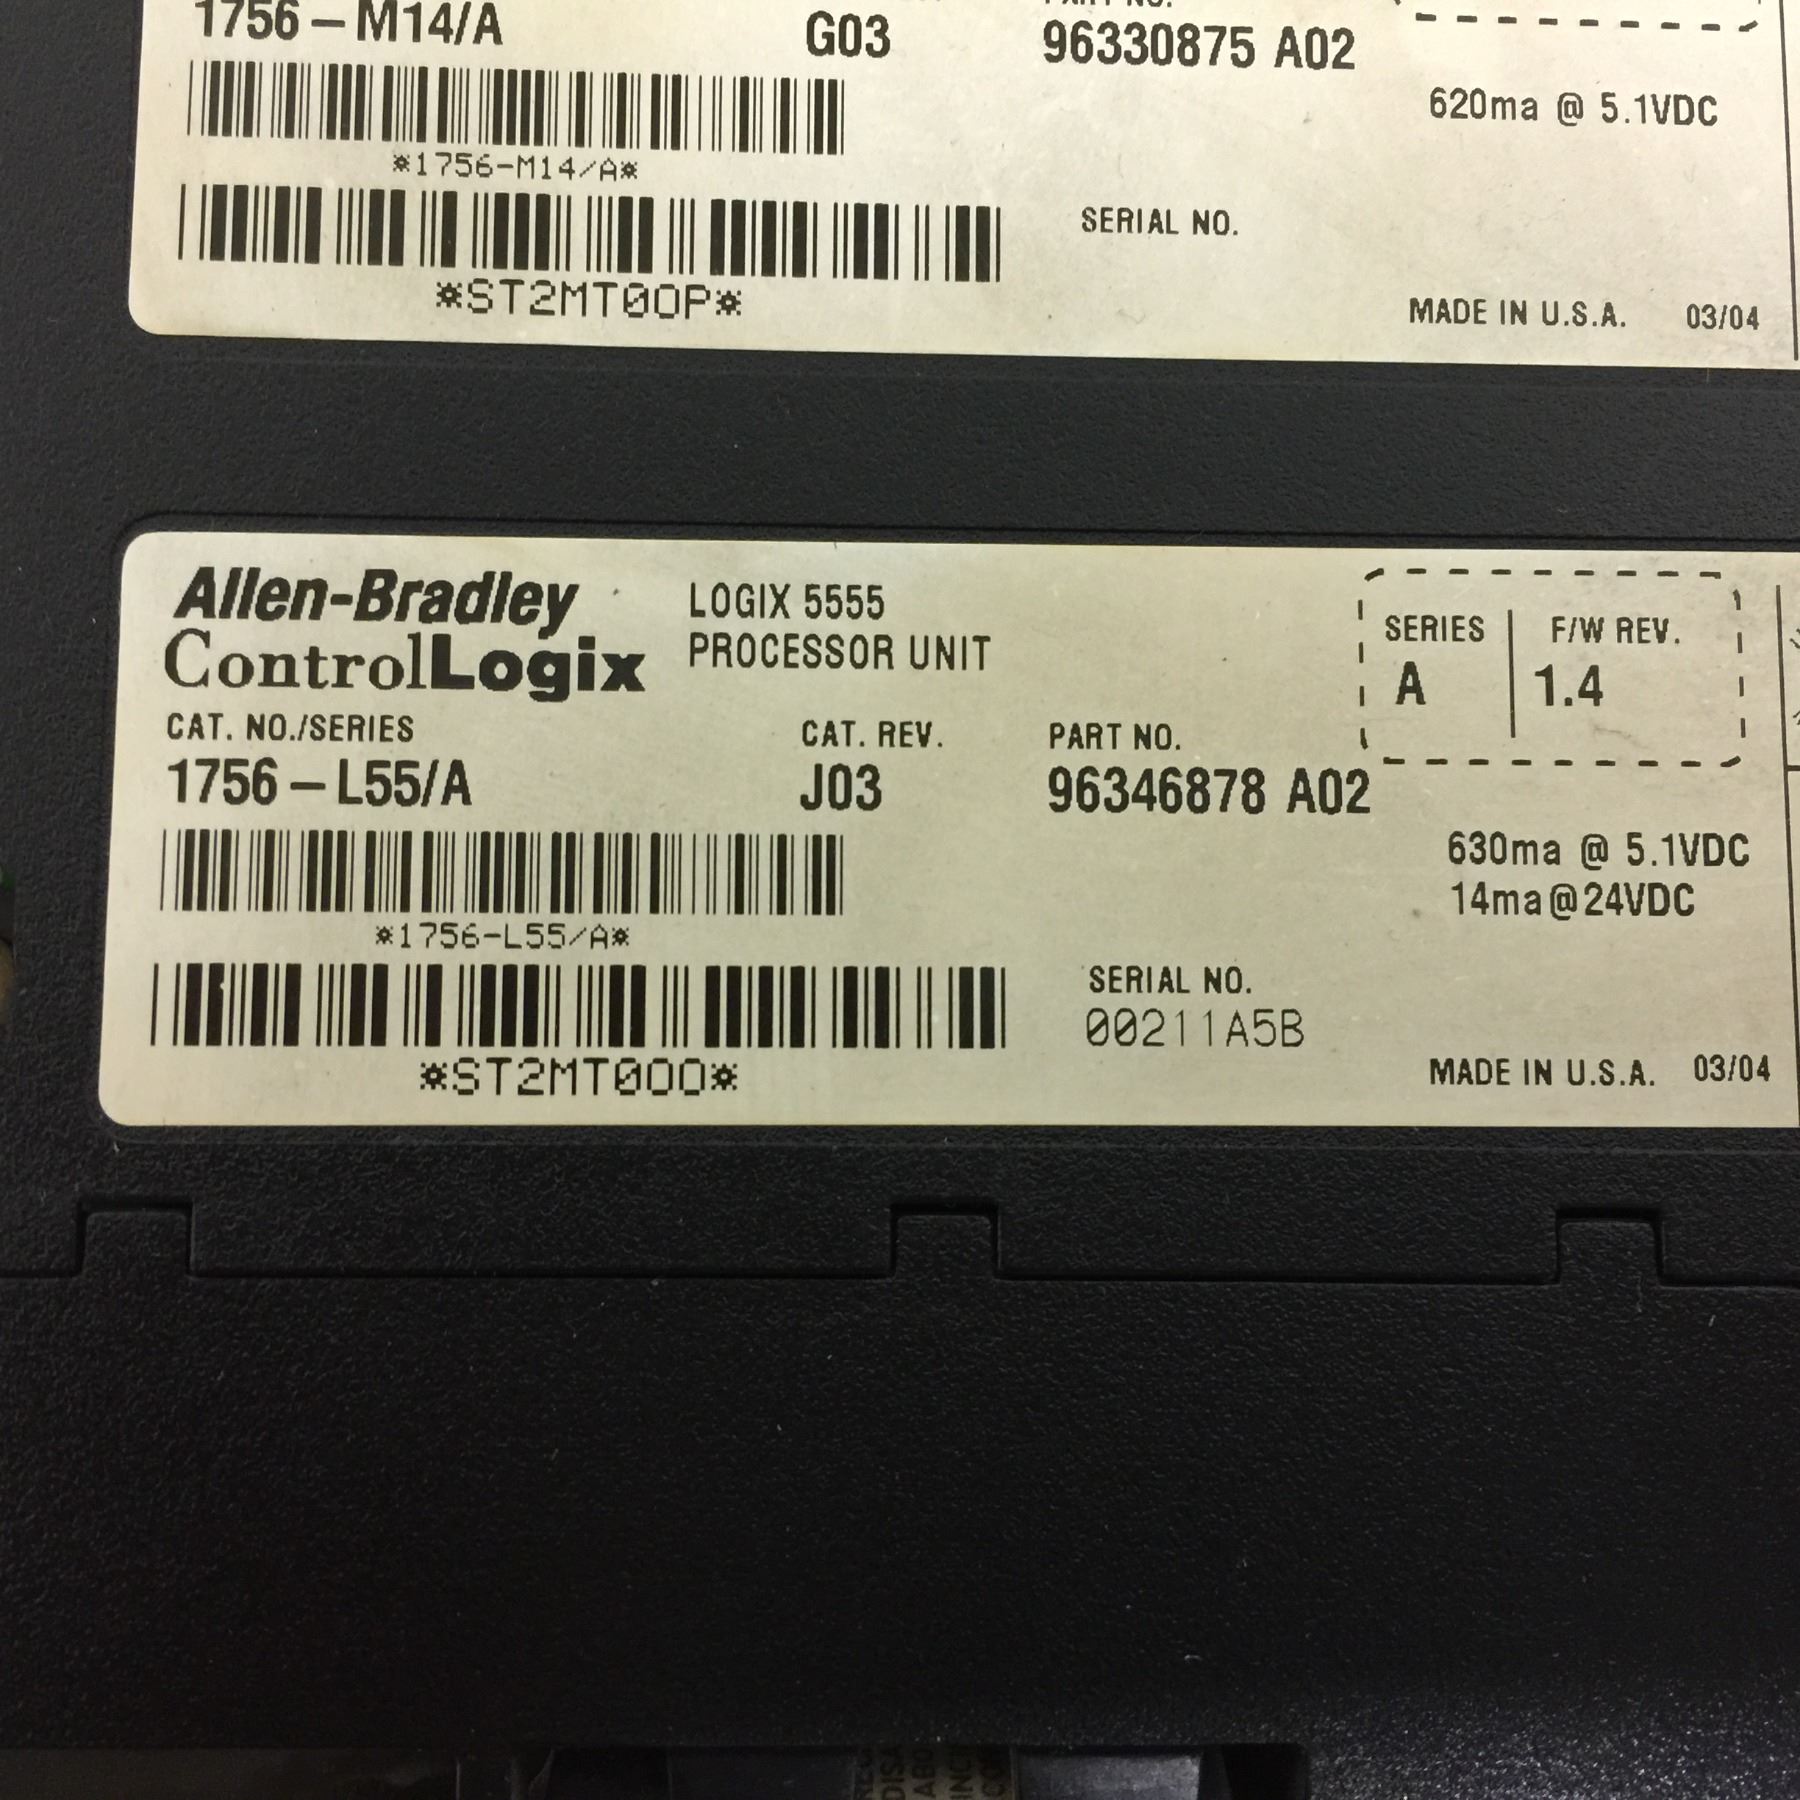 1756 – M14/A G03 96330875 A02
620ma @ 5.1VDC
*1756-M14/A*
SERIAL NO.
*ST2MT00P*
MADE IN U.S.A. 03/04
Allen-Bradley
ControlLogix
LOGIX 5555
PROCESSOR UNIT
SERIES F/W REV.
A 1.4
CAT. NO./SERIES CAT. REV. PART NO.
1756 – L55/A J03 96346878 A02
630ma @ 5.1VDC
14ma@24VDC
*1756-L55/A*
SERIAL NO.
00211A5B
*ST2MT0OO*
MADE IN U.S.A. 03/04